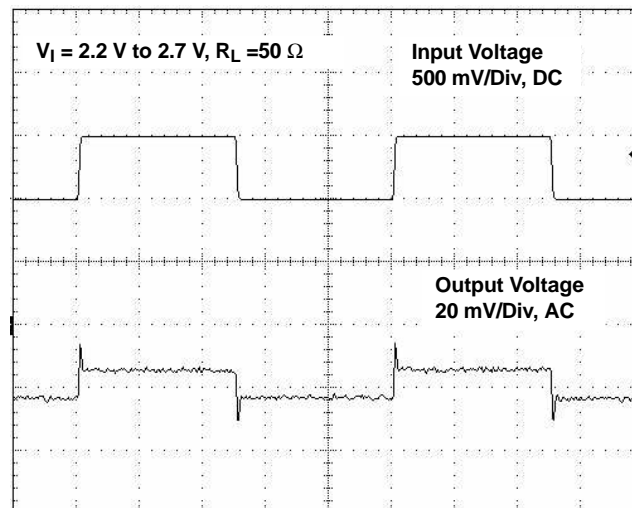 V_I = 2.2 V to 2.7 V, R_L =50 Ω
Input Voltage
500 mV/Div, DC
Output Voltage
20 mV/Div, AC